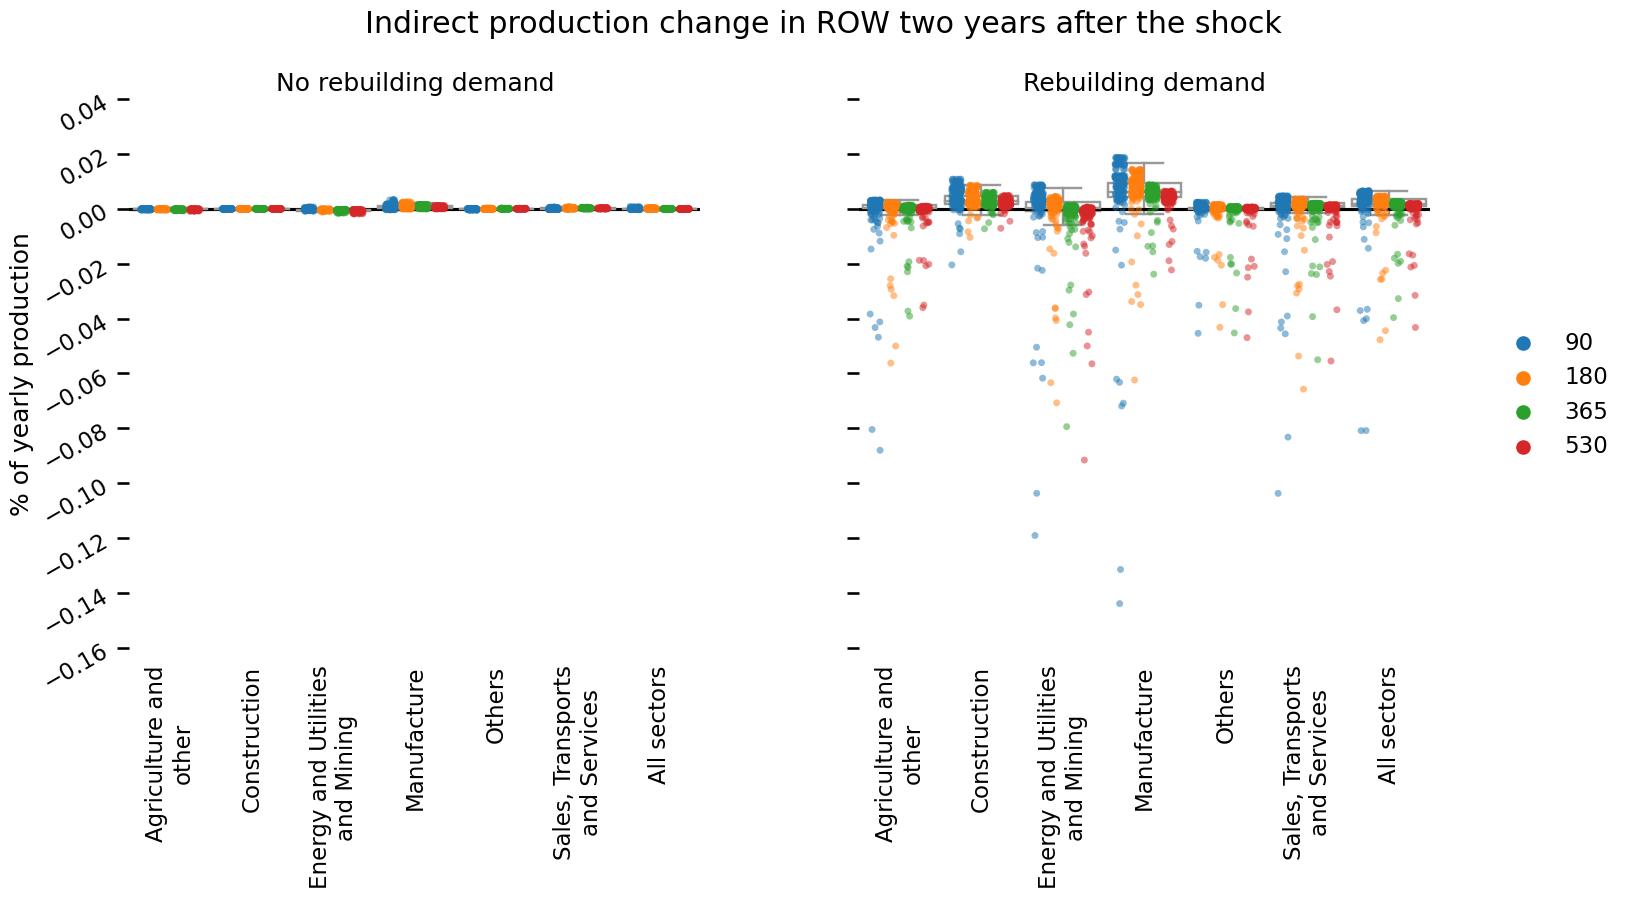 Indirect production change in ROW two years after the shock
No rebuilding demand
Rebuilding demand
% of yearly production
0.04
0.02
0.00
−0.02
−0.04
−0.06
−0.08
−0.10
−0.12
−0.14
−0.16
Agriculture and
other
Construction
Energy and Utilities
and Mining
Manufacture
Others
Sales, Transports
and Services
All sectors
Agriculture and
other
Construction
Energy and Utilities
and Mining
Manufacture
Others
Sales, Transports
and Services
All sectors
90
180
365
530